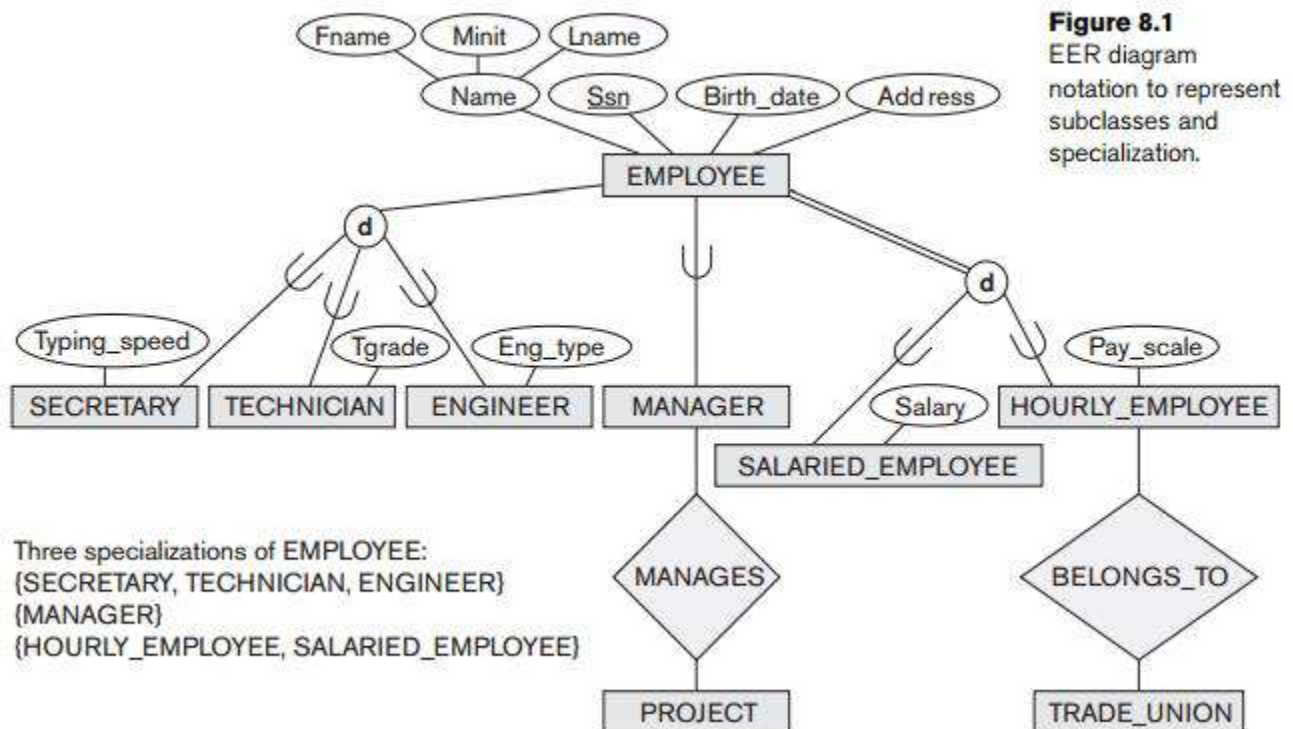 Figure 8.1
EER diagram
notation to represent
subclasses and
specialization.
Fname
Minit
Lname
Name
Ssn
Birth_date
Address
EMPLOYEE
d
d
Typing_speed
Tgrade
Eng_type
Pay_scale
SECRETARY
TECHNICIAN
ENGINEER
MANAGER
Salary
HOURLY_EMPLOYEE
SALARIED_EMPLOYEE
Three specializations of EMPLOYEE:
{SECRETARY, TECHNICIAN, ENGINEER}
{MANAGER}
{HOURLY_EMPLOYEE, SALARIED_EMPLOYEE}
MANAGES
BELONGS_TO
PROJECT
TRADE_UNION